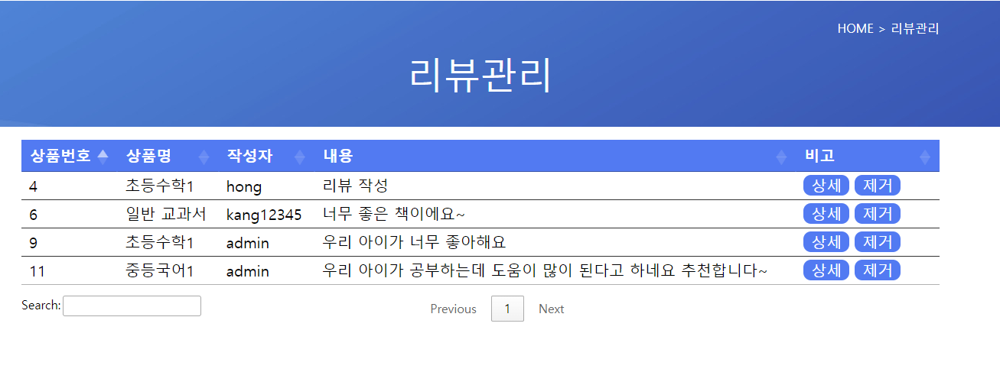 HOME > 리뷰관리
리뷰관리
상품번호 상품명 작성자 내용 비고
4 초등수학1 hong 리뷰 작성 상세 제거
6 일반 교과서 kang12345 너무 좋은 책이에요~ 상세 제거
9 초등수학1 admin 우리 아이가 너무 좋아해요 상세 제거
11 중등국어1 admin 우리 아이가 공부하는데 도움이 많이 된다고 하네요 추천합니다~ 상세 제거
Search: Previous 1 Next